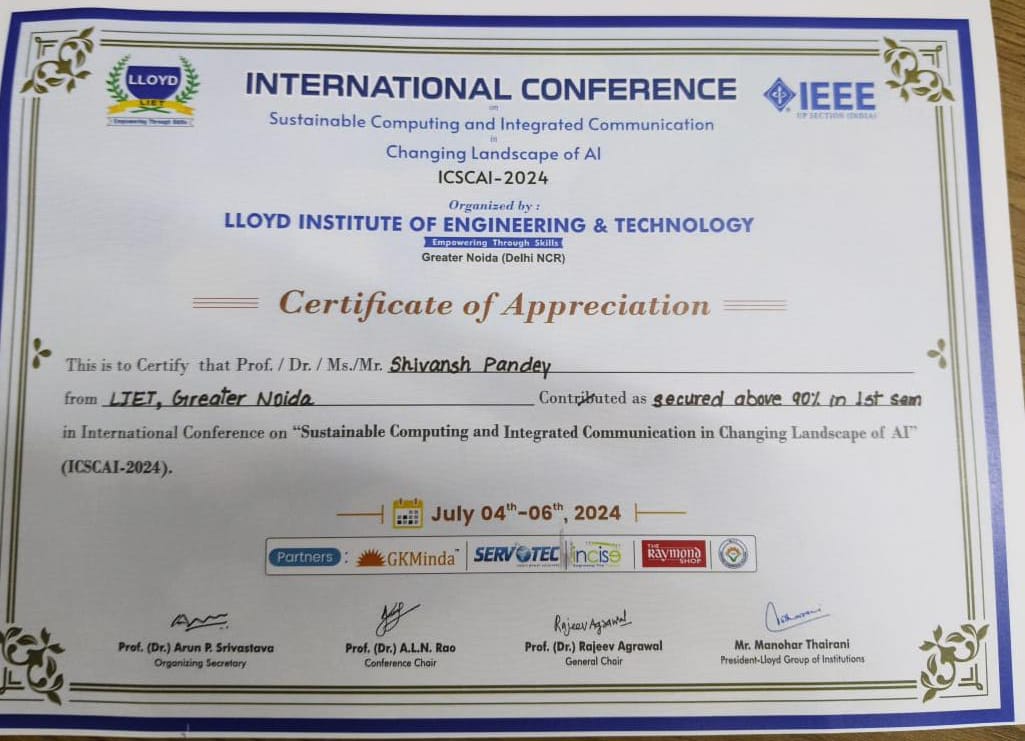 LLOYD
LIET
Empowering Through Skills
INTERNATIONAL CONFERENCE
on
Sustainable Computing and Integrated Communication
in
Changing Landscape of AI
ICSCAI-2024
IEEE
UP SECTION (INDIA)
Organized by :
LLOYD INSTITUTE OF ENGINEERING & TECHNOLOGY
Empowering Through Skills
Greater Noida (Delhi NCR)
Certificate of Appreciation
This is to Certify that Prof. / Dr. / Ms./Mr. Shivansh Pandey
from LIET, Greater Noida Contributed as secured above 90% in 1st sem
in International Conference on “Sustainable Computing and Integrated Communication in Changing Landscape of AI”
(ICSCAI-2024).
July 04th-06th, 2024
Partners : GKMinda SERVOTEC incise THE Raymond SHOP
Rajeev Agrawal
Prof. (Dr.) Arun P. Srivastava
Organizing Secretary
Prof. (Dr.) A.L.N. Rao
Conference Chair
Prof. (Dr.) Rajeev Agrawal
General Chair
Mr. Manohar Thairani
President-Lloyd Group of Institutions